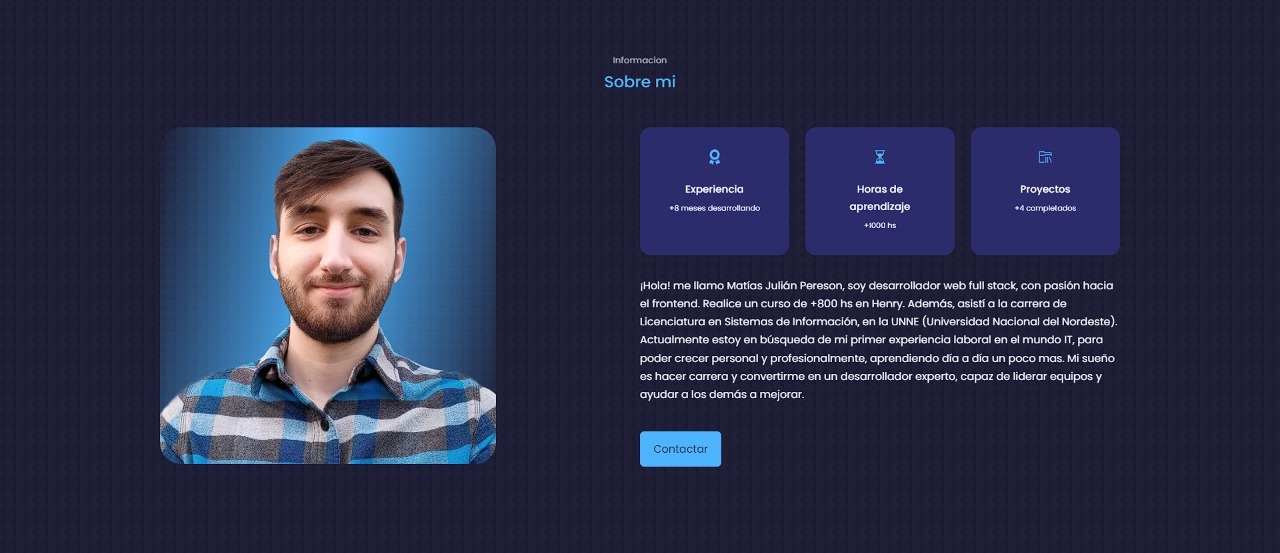 Informacion
Sobre mi
Experiencia
+8 meses desarrollando
Horas de
aprendizaje
+1000 hs
Proyectos
+4 completados
¡Hola! me llamo Matías Julián Pereson, soy desarrollador web full stack, con pasión hacia
el frontend. Realice un curso de +800 hs en Henry. Además, asistí a la carrera de
Licenciatura en Sistemas de Información, en la UNNE (Universidad Nacional del Nordeste).
Actualmente estoy en búsqueda de mi primer experiencia laboral en el mundo IT, para
poder crecer personal y profesionalmente, aprendiendo día a día un poco mas. Mi sueño
es hacer carrera y convertirme en un desarrollador experto, capaz de liderar equipos y
ayudar a los demás a mejorar.
Contactar